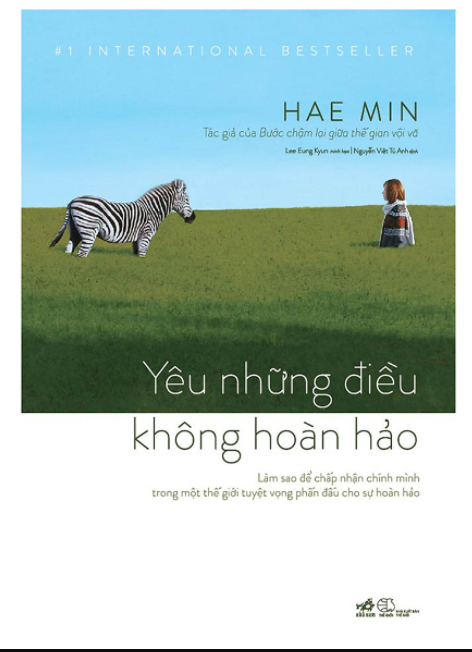 #1 INTERNATIONAL BESTSELLER
HAE MIN
Tác giả của Bước chậm lại giữa thế gian vội vã
Lee Eung Kyun minh họa | Nguyễn Việt Tú Anh dịch
Yêu những điều
không hoàn hảo
Làm sao để chấp nhận chính mình
trong một thế giới tuyệt vọng phấn đấu cho sự hoàn hảo